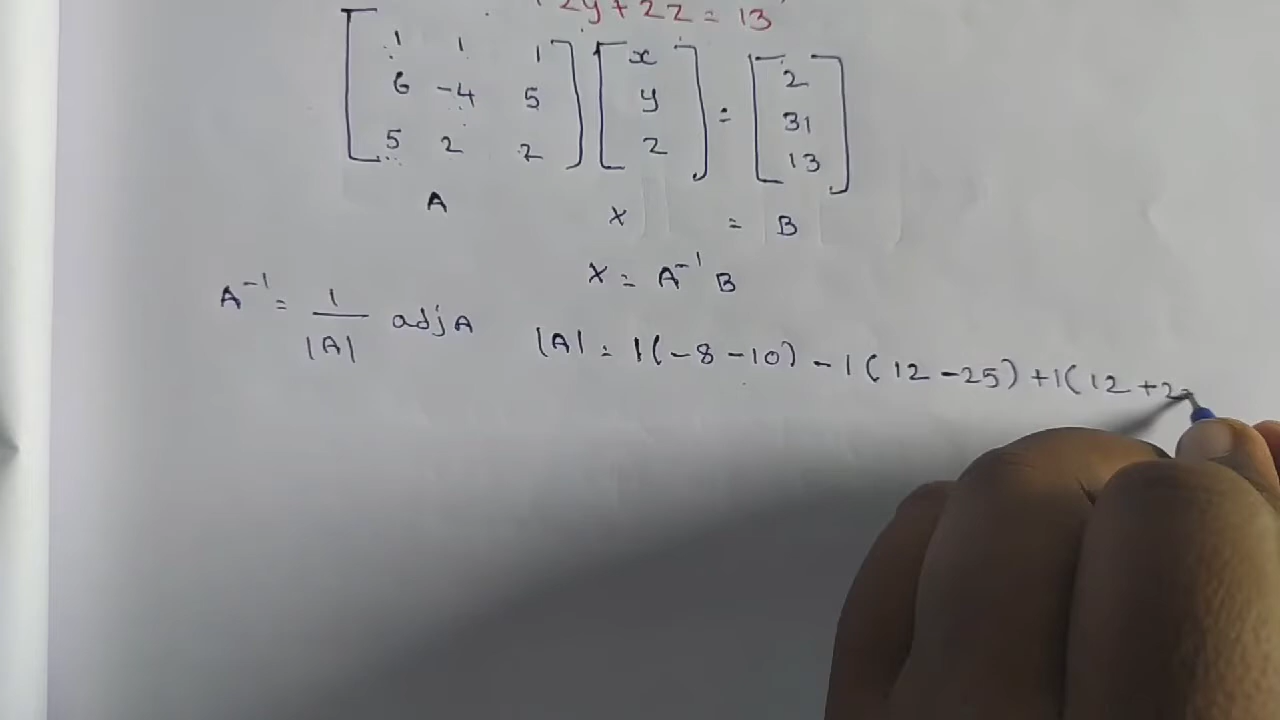 2y + 2z = 13
[ 1 1 1 ] [ x ] = [ 2 ]
[ 6 -4 5 ] [ y ] [ 31 ]
[ 5 2 2 ] [ z ] [ 13 ]
A X = B
X = A⁻¹ B
A⁻¹ = 1/|A| adj A |A| = 1(-8-10) - 1(12-25) + 1(12+2